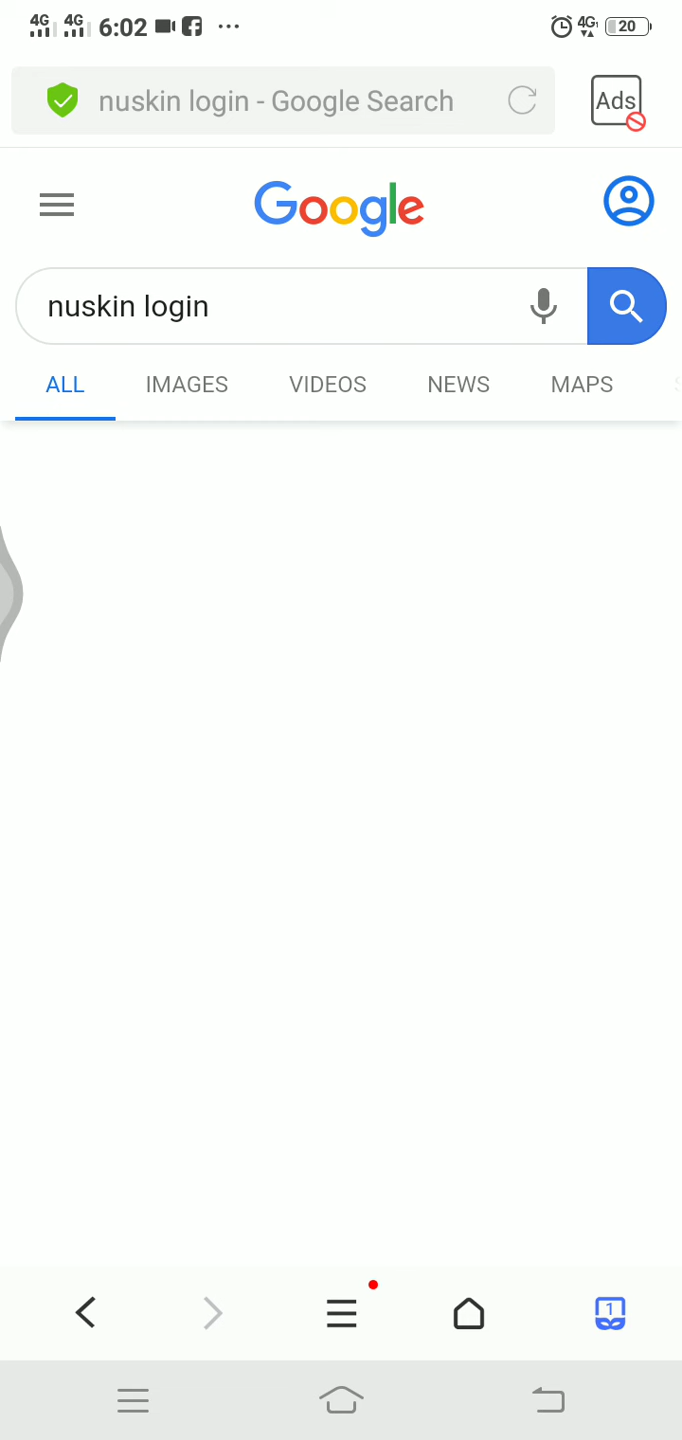 4G 4G 6:02 4G 20
nuskin login - Google Search Ads
Google
nuskin login
ALL IMAGES VIDEOS NEWS MAPS
1